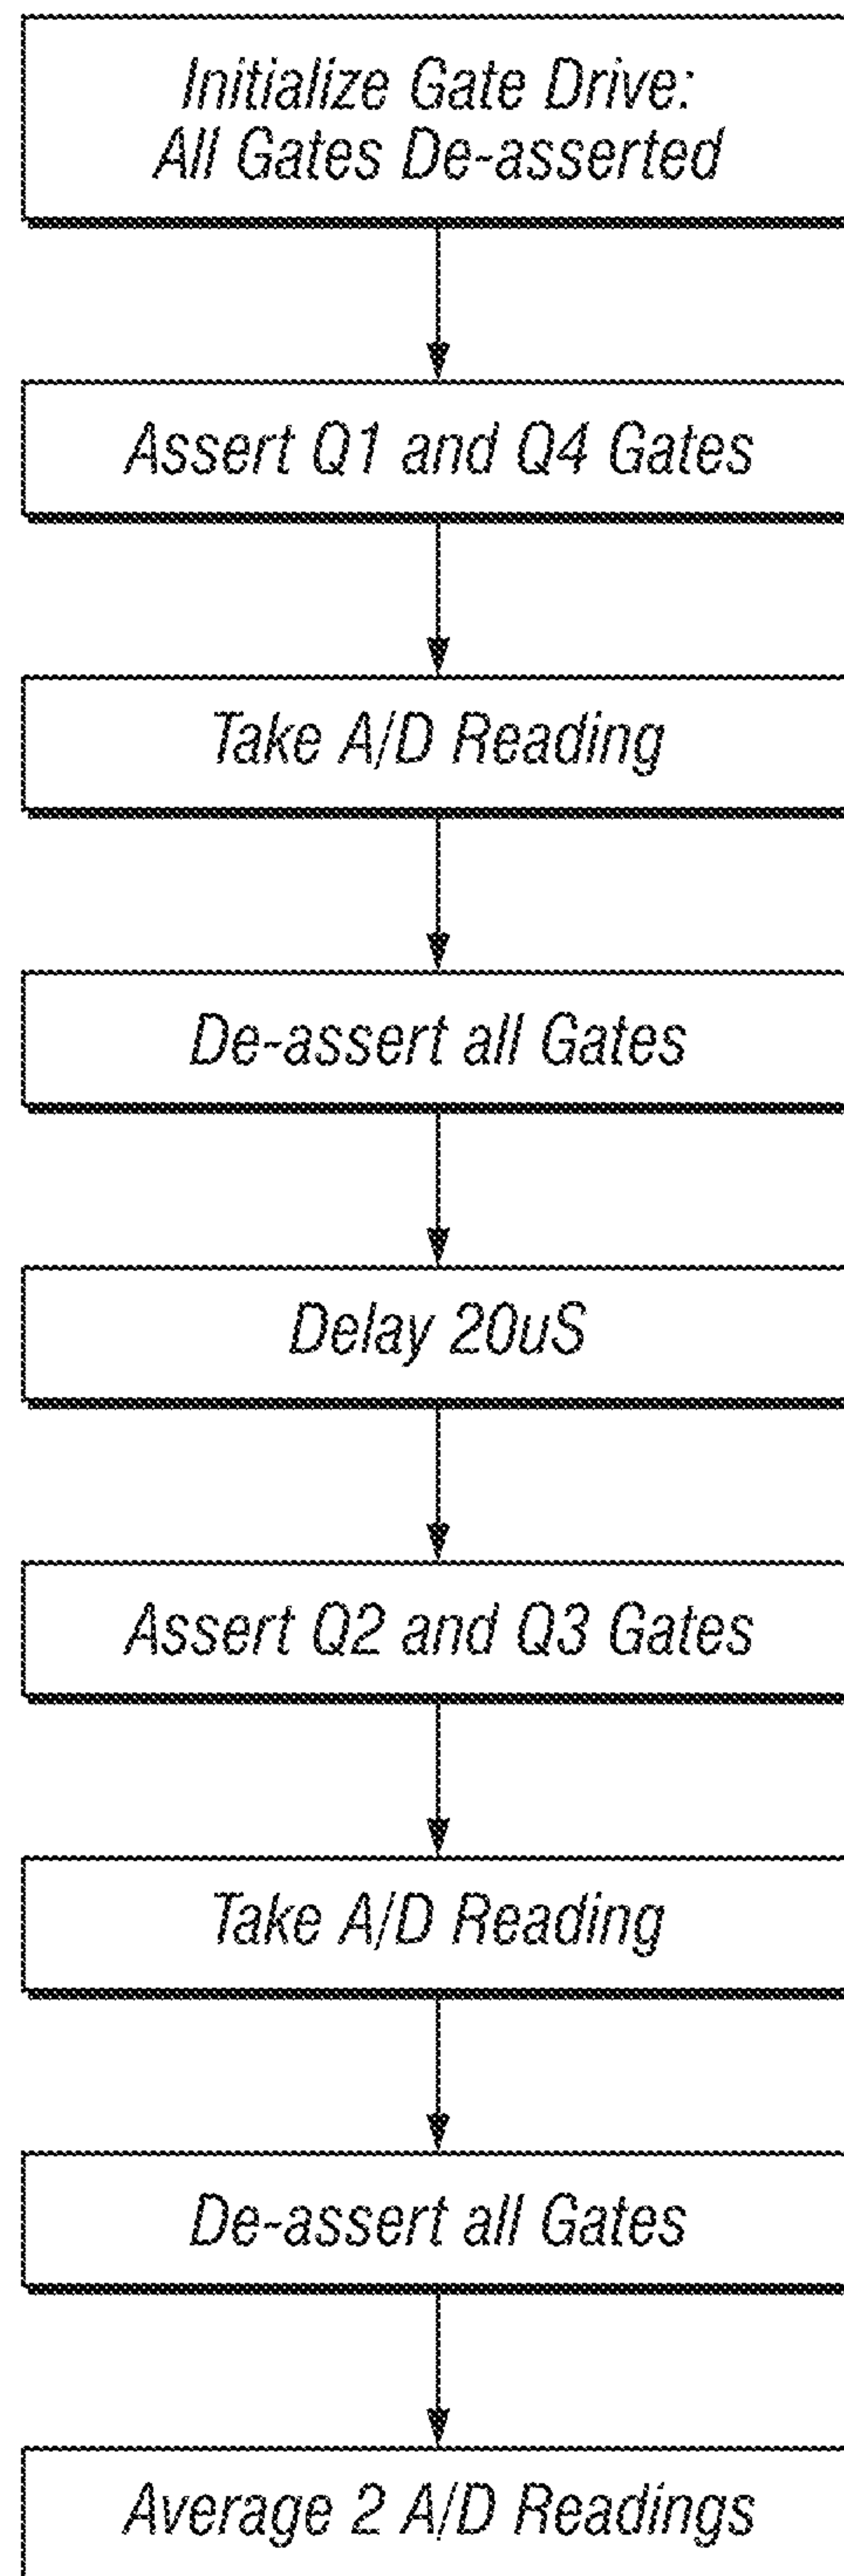 Initialize Gate Drive:
All Gates De-asserted
Assert Q1 and Q4 Gates
Take A/D Reading
De-assert all Gates
Delay 20uS
Assert Q2 and Q3 Gates
Take A/D Reading
De-assert all Gates
Average 2 A/D Readings